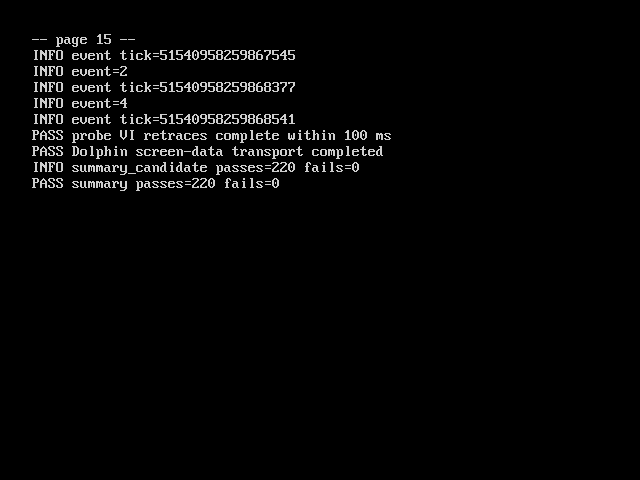 -- page 15 --
INFO event tick=51540958259867545
INFO event=2
INFO event tick=51540958259868377
INFO event=4
INFO event tick=51540958259868541
PASS probe VI retraces complete within 100 ms
PASS Dolphin screen-data transport completed
INFO summary_candidate passes=220 fails=0
PASS summary passes=220 fails=0